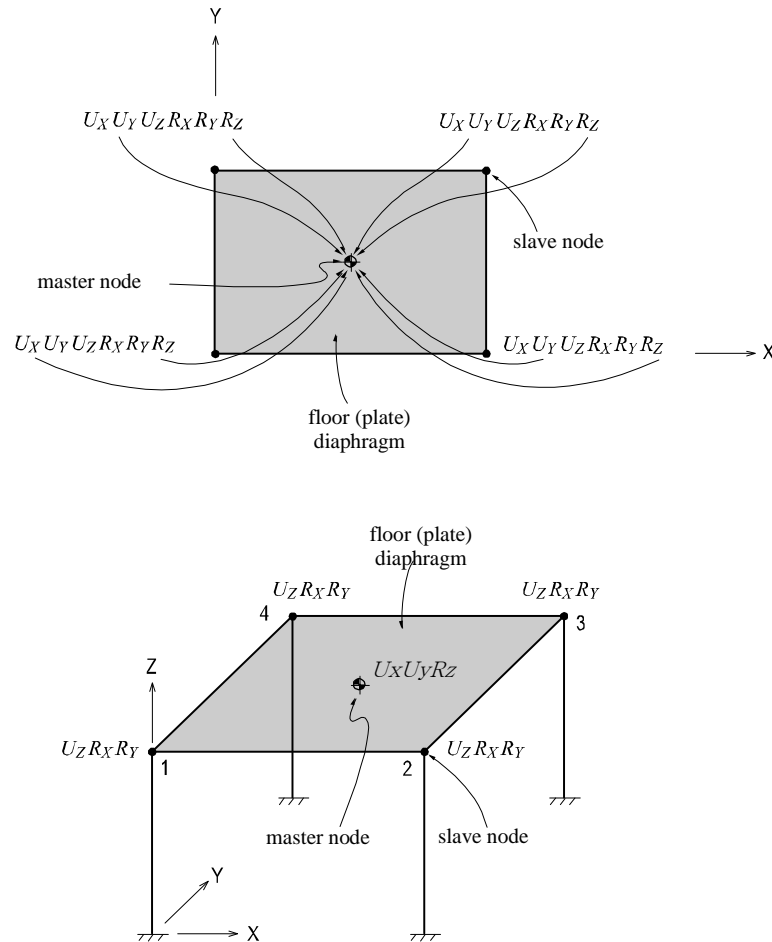 Y
U_X U_Y U_Z R_X R_Y R_Z
U_X U_Y U_Z R_X R_Y R_Z
slave node
master node
U_X U_Y U_Z R_X R_Y R_Z
U_X U_Y U_Z R_X R_Y R_Z
X
floor (plate)
diaphragm
floor (plate)
diaphragm
U_Z R_X R_Y
U_Z R_X R_Y
4
3
UxUyRz
Z
U_Z R_X R_Y
1
2
U_Z R_X R_Y
master node
slave node
Y
X